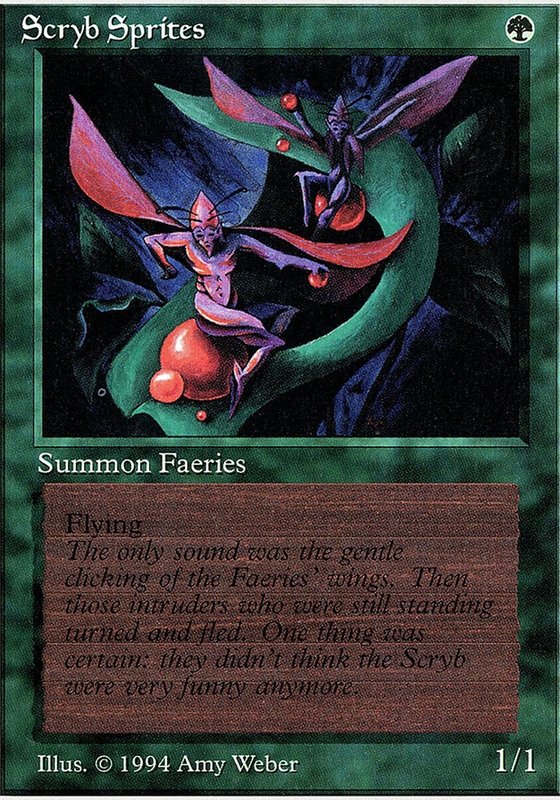 Scryb Sprites
Summon Faeries
Flying
The only sound was the gentle
clicking of the Faeries' wings. Then
those intruders who were still standing
turned and fled. One thing was
certain: they didn't think the Scryb
were very funny anymore.
Illus. © 1994 Amy Weber
1/1